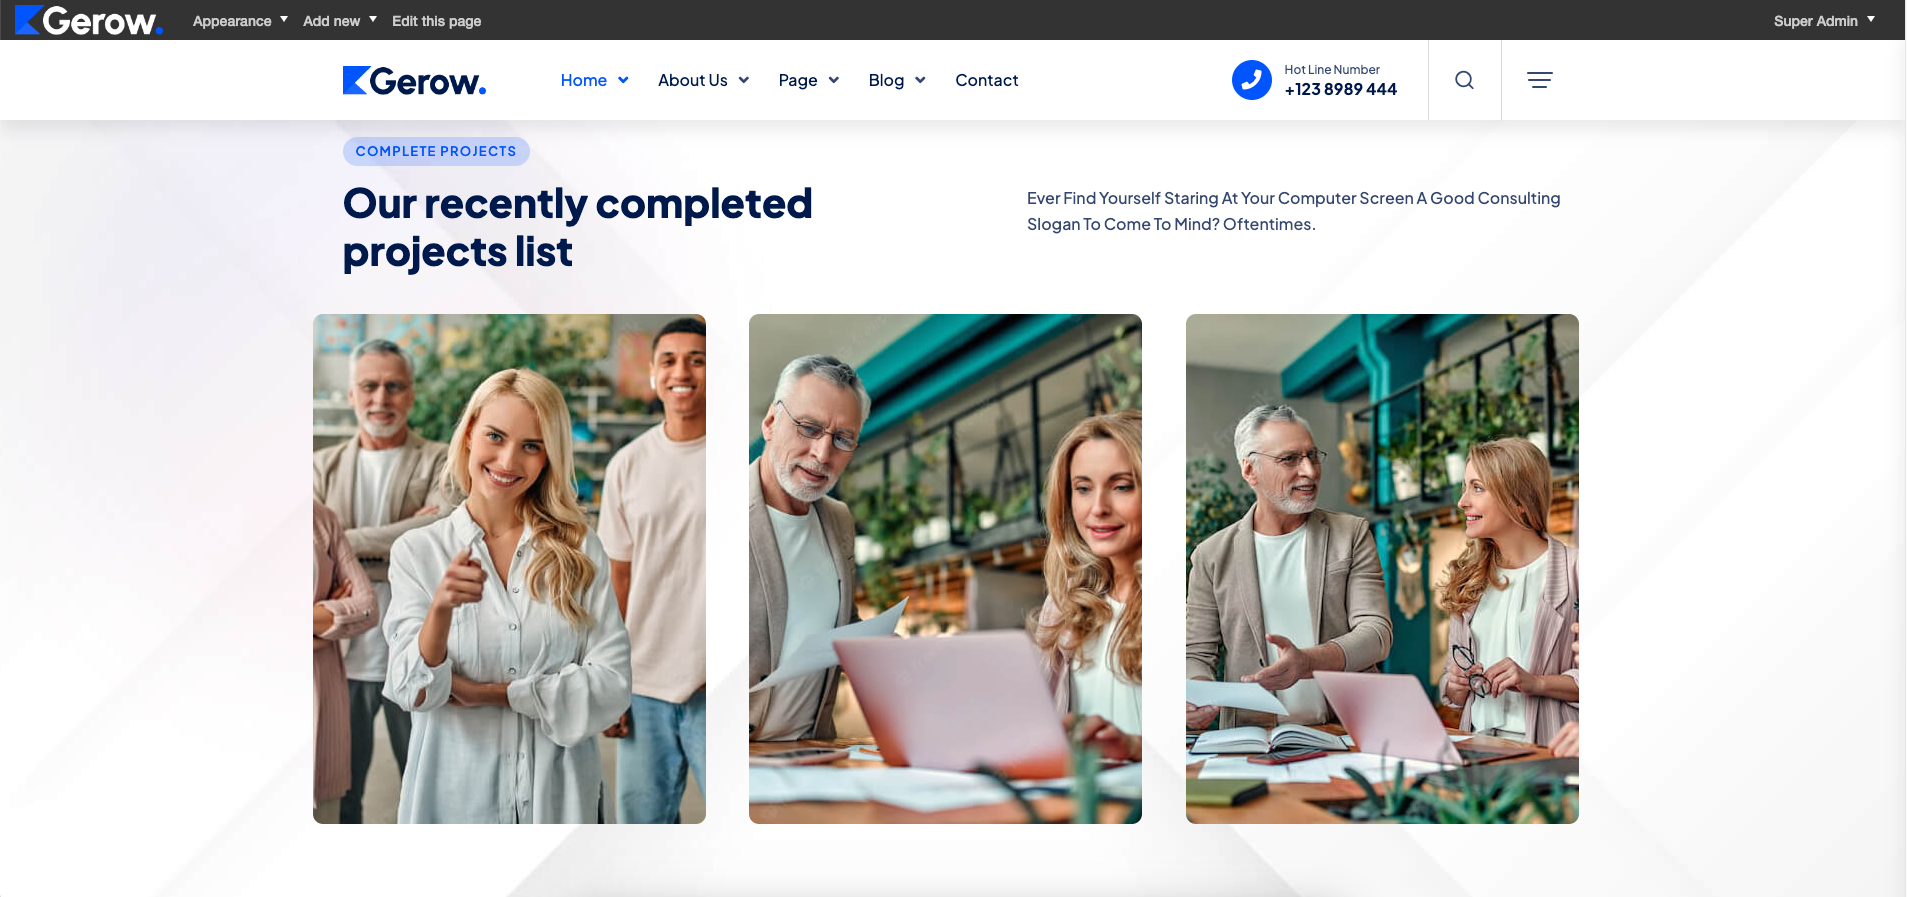 Gerow.
Appearance Add new Edit this page Super Admin
Gerow.
Home About Us Page Blog Contact
Hot Line Number
+123 8989 444
COMPLETE PROJECTS
Our recently completed
projects list
Ever Find Yourself Staring At Your Computer Screen A Good Consulting
Slogan To Come To Mind? Oftentimes.